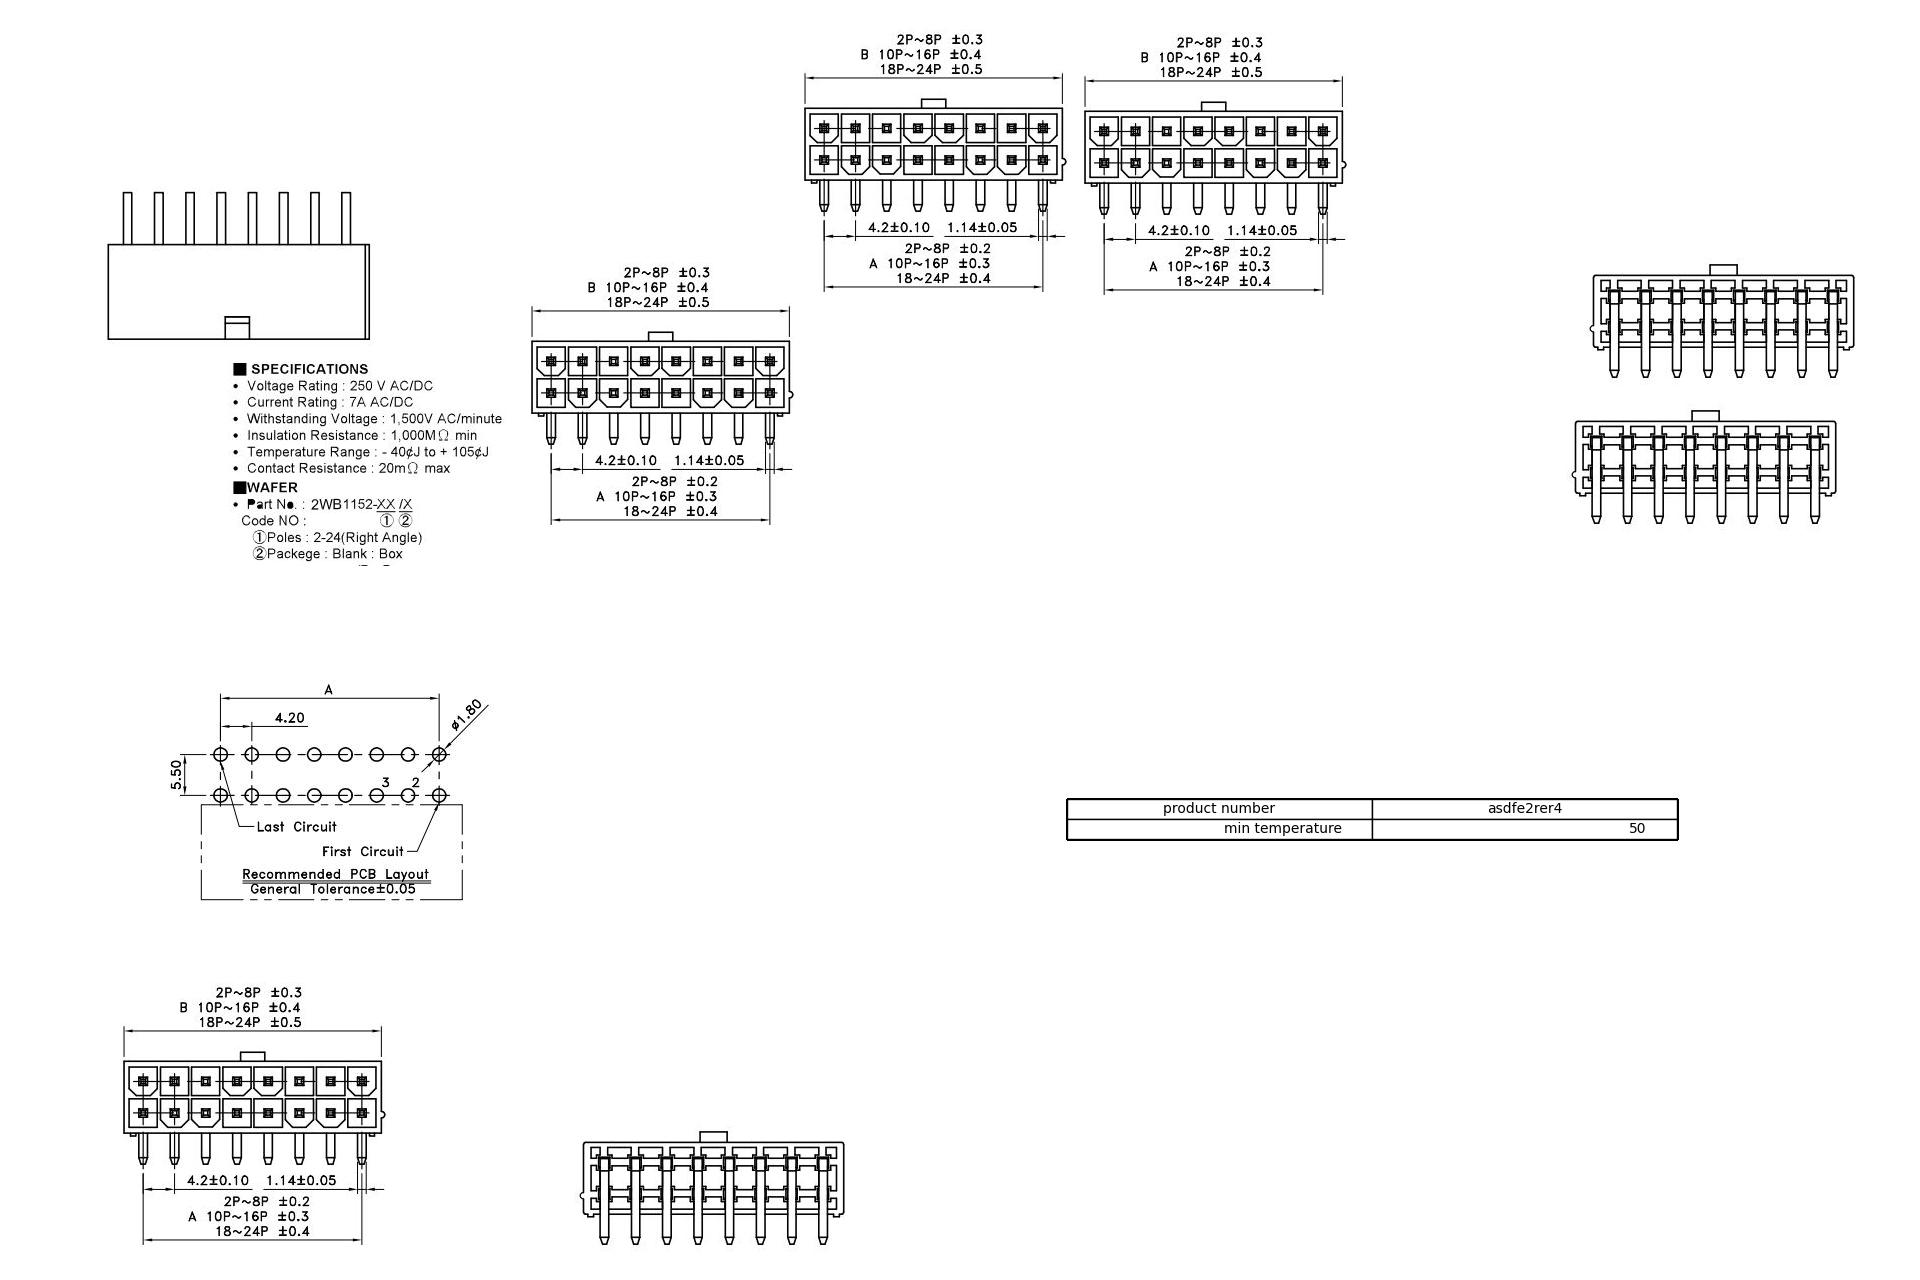 2P~8P ±0.3
B 10P~16P ±0.4
18P~24P ±0.5
4.2±0.10 1.14±0.05
2P~8P ±0.2
A 10P~16P ±0.3
18~24P ±0.4
2P~8P ±0.3
B 10P~16P ±0.4
18P~24P ±0.5
4.2±0.10 1.14±0.05
2P~8P ±0.2
A 10P~16P ±0.3
18~24P ±0.4
2P~8P ±0.3
B 10P~16P ±0.4
18P~24P ±0.5
4.2±0.10 1.14±0.05
2P~8P ±0.2
A 10P~16P ±0.3
18~24P ±0.4
■ SPECIFICATIONS
• Voltage Rating : 250 V AC/DC
• Current Rating : 7A AC/DC
• Withstanding Voltage : 1,500V AC/minute
• Insulation Resistance : 1,000MΩ min
• Temperature Range : - 40¢J to + 105¢J
• Contact Resistance : 20mΩ max
■WAFER
• Part No. : 2WB1152-XX /X
Code NO : ① ②
①Poles : 2-24(Right Angle)
②Packege : Blank : Box
A
4.20
ø1.80
5.50
3 2
Last Circuit
First Circuit
Recommended PCB Layout
General Tolerance±0.05
product number asdfe2rer4
min temperature 50
2P~8P ±0.3
B 10P~16P ±0.4
18P~24P ±0.5
4.2±0.10 1.14±0.05
2P~8P ±0.2
A 10P~16P ±0.3
18~24P ±0.4